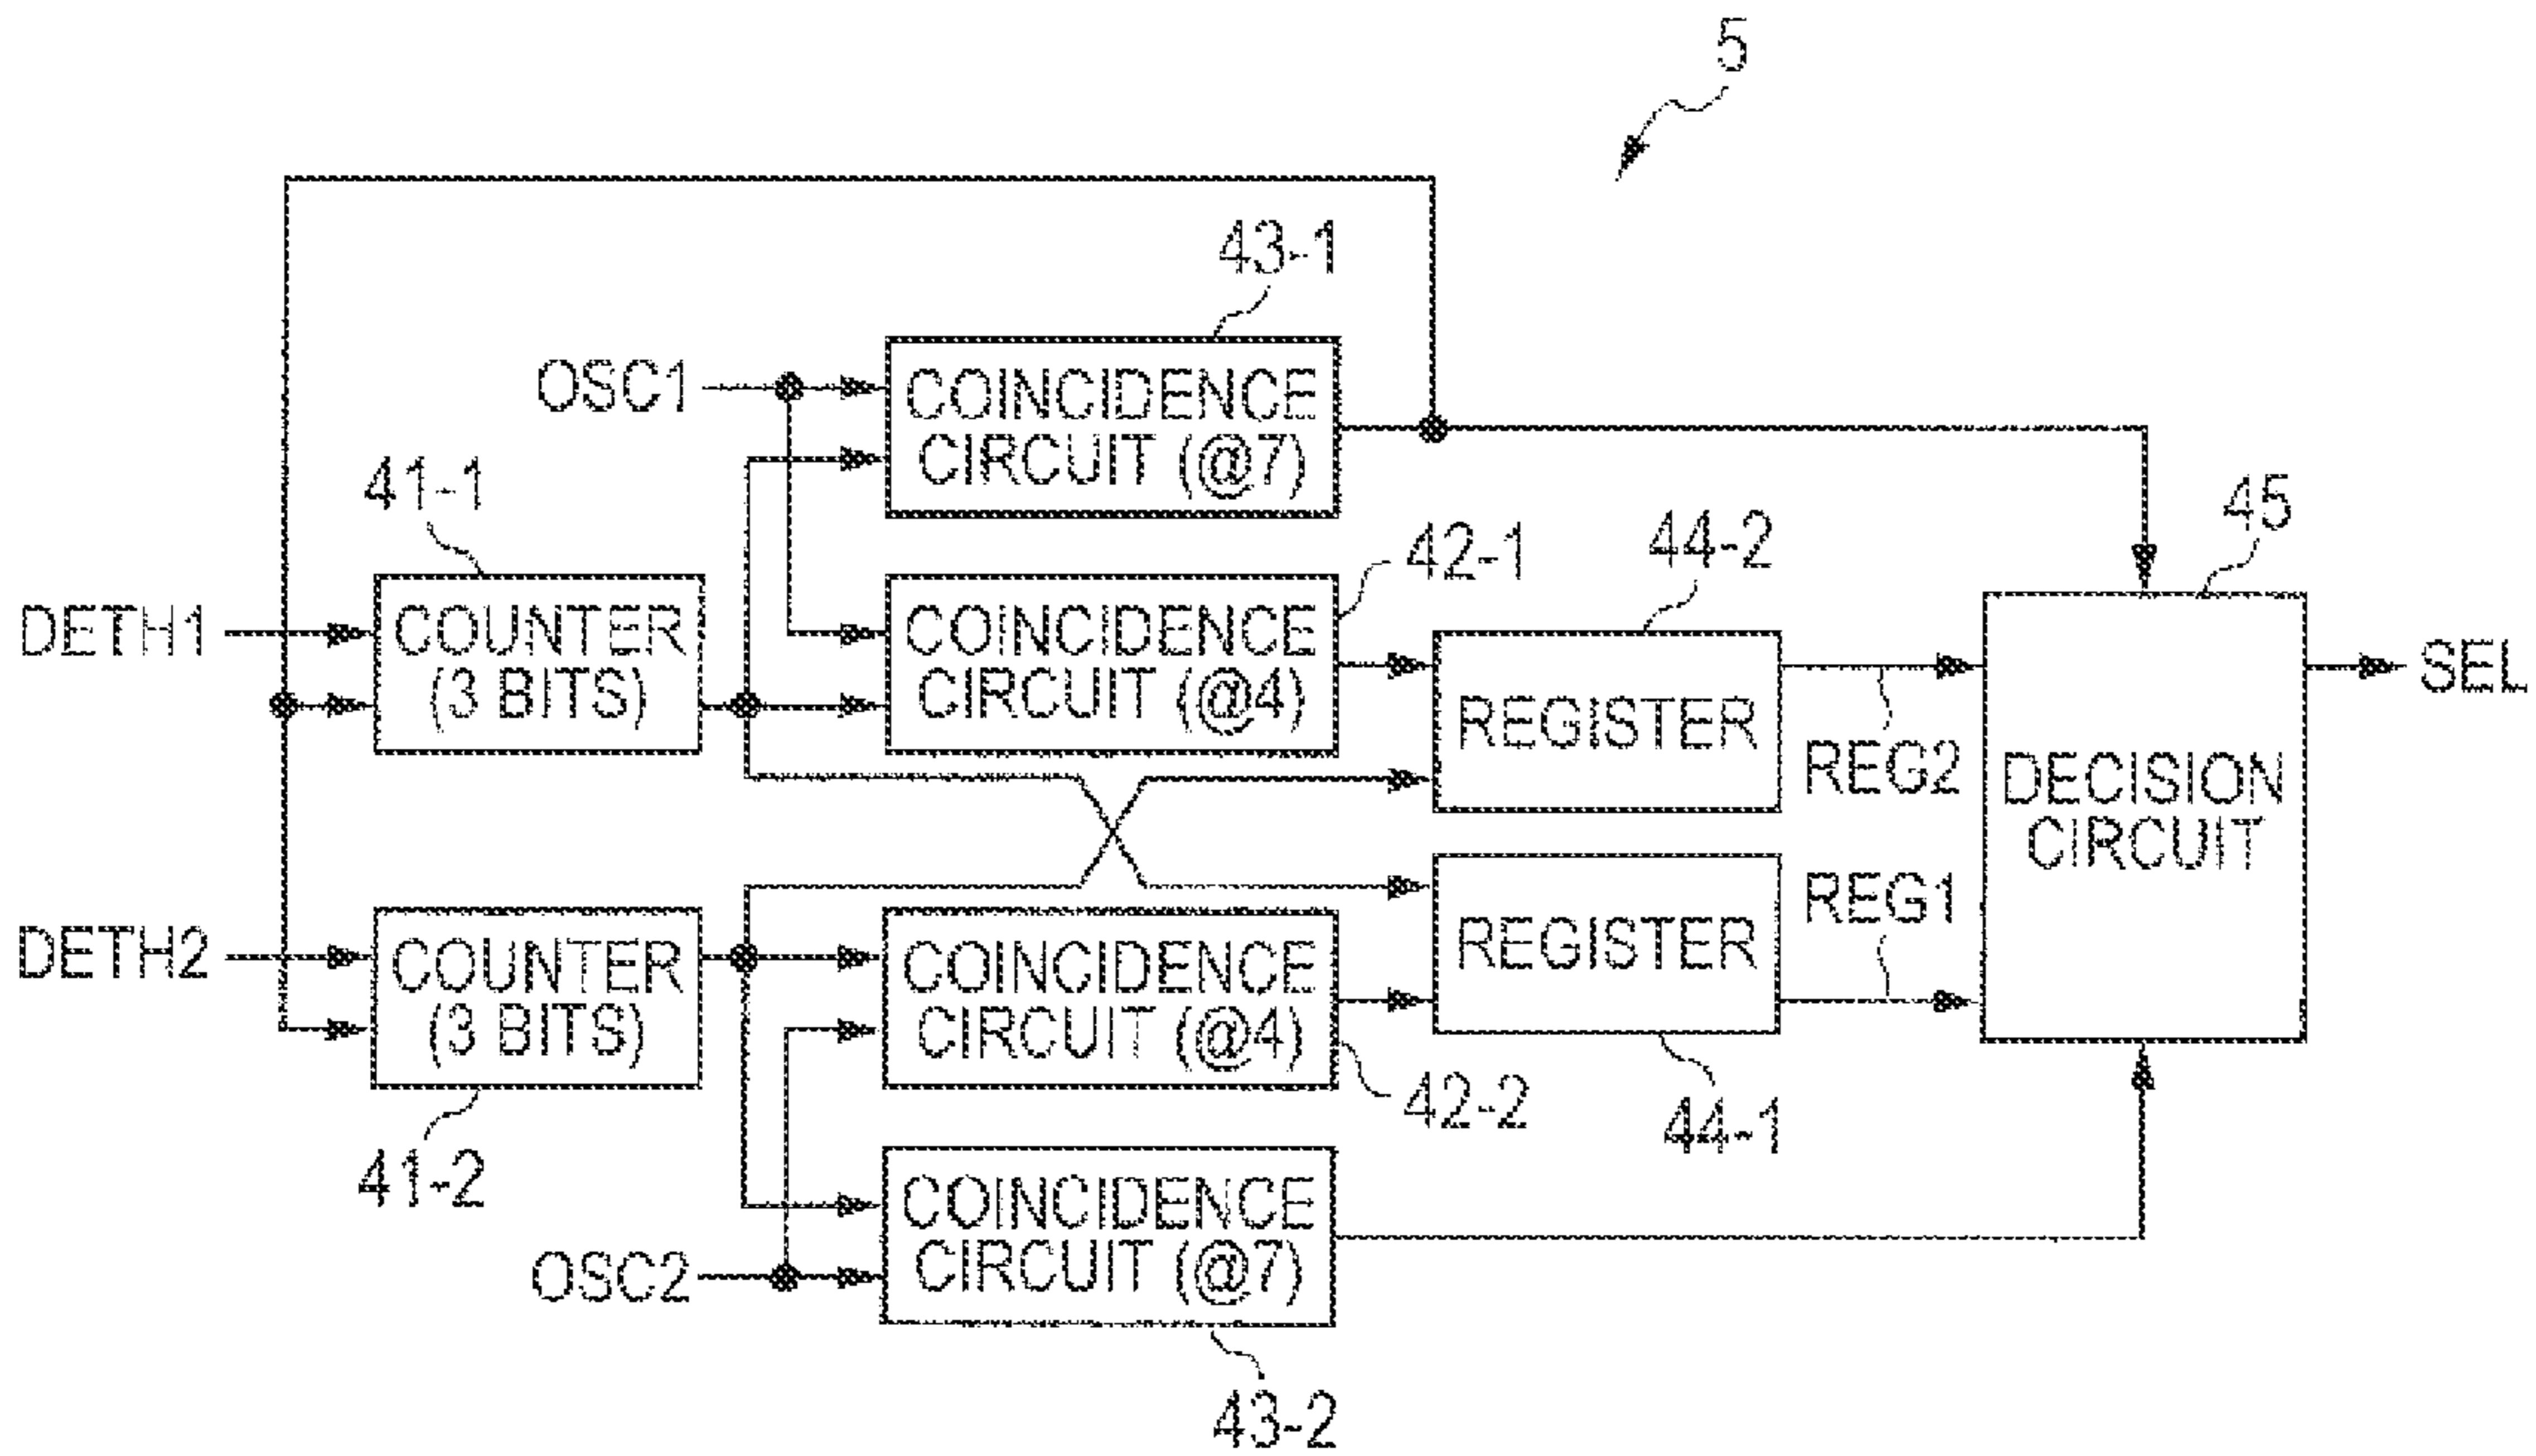 5
43-1
OSC1
COINCIDENCE
CIRCUIT (@7)
41-1
45
44-2
42-1
DETH1
COUNTER
(3 BITS)
COINCIDENCE
CIRCUIT (@4)
REGISTER
SEL
REG2
DECISION
CIRCUIT
REG1
DETH2
COUNTER
(3 BITS)
COINCIDENCE
CIRCUIT (@4)
REGISTER
42-2
44-1
41-2
COINCIDENCE
CIRCUIT (@7)
OSC2
43-2